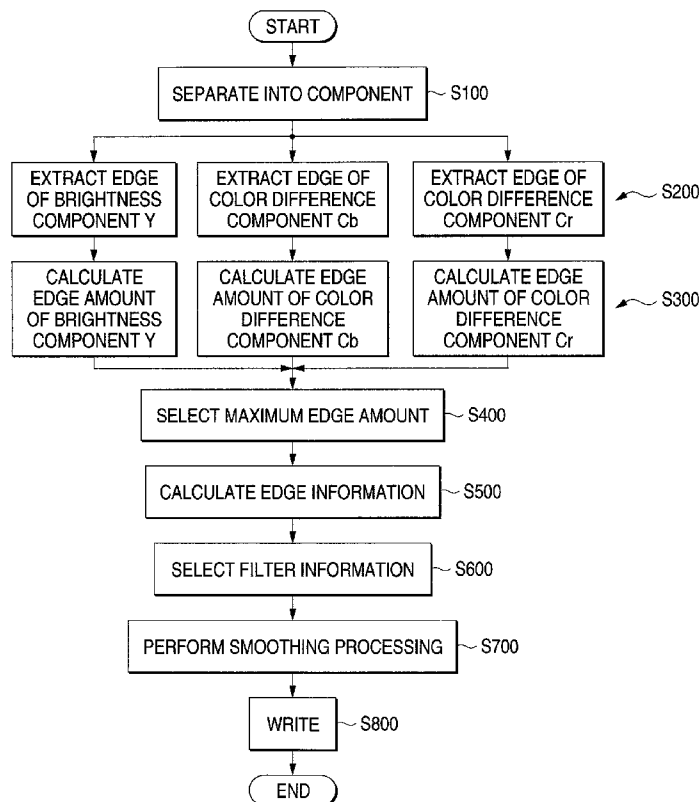 START
SEPARATE INTO COMPONENT
S100
EXTRACT EDGE
OF BRIGHTNESS
COMPONENT Y
EXTRACT EDGE OF
COLOR DIFFERENCE
COMPONENT Cb
EXTRACT EDGE OF
COLOR DIFFERENCE
COMPONENT Cr
S200
CALCULATE
EDGE AMOUNT
OF BRIGHTNESS
COMPONENT Y
CALCULATE EDGE
AMOUNT OF COLOR
DIFFERENCE
COMPONENT Cb
CALCULATE EDGE
AMOUNT OF COLOR
DIFFERENCE
COMPONENT Cr
S300
SELECT MAXIMUM EDGE AMOUNT
S400
CALCULATE EDGE INFORMATION
S500
SELECT FILTER INFORMATION
S600
PERFORM SMOOTHING PROCESSING
S700
WRITE
S800
END